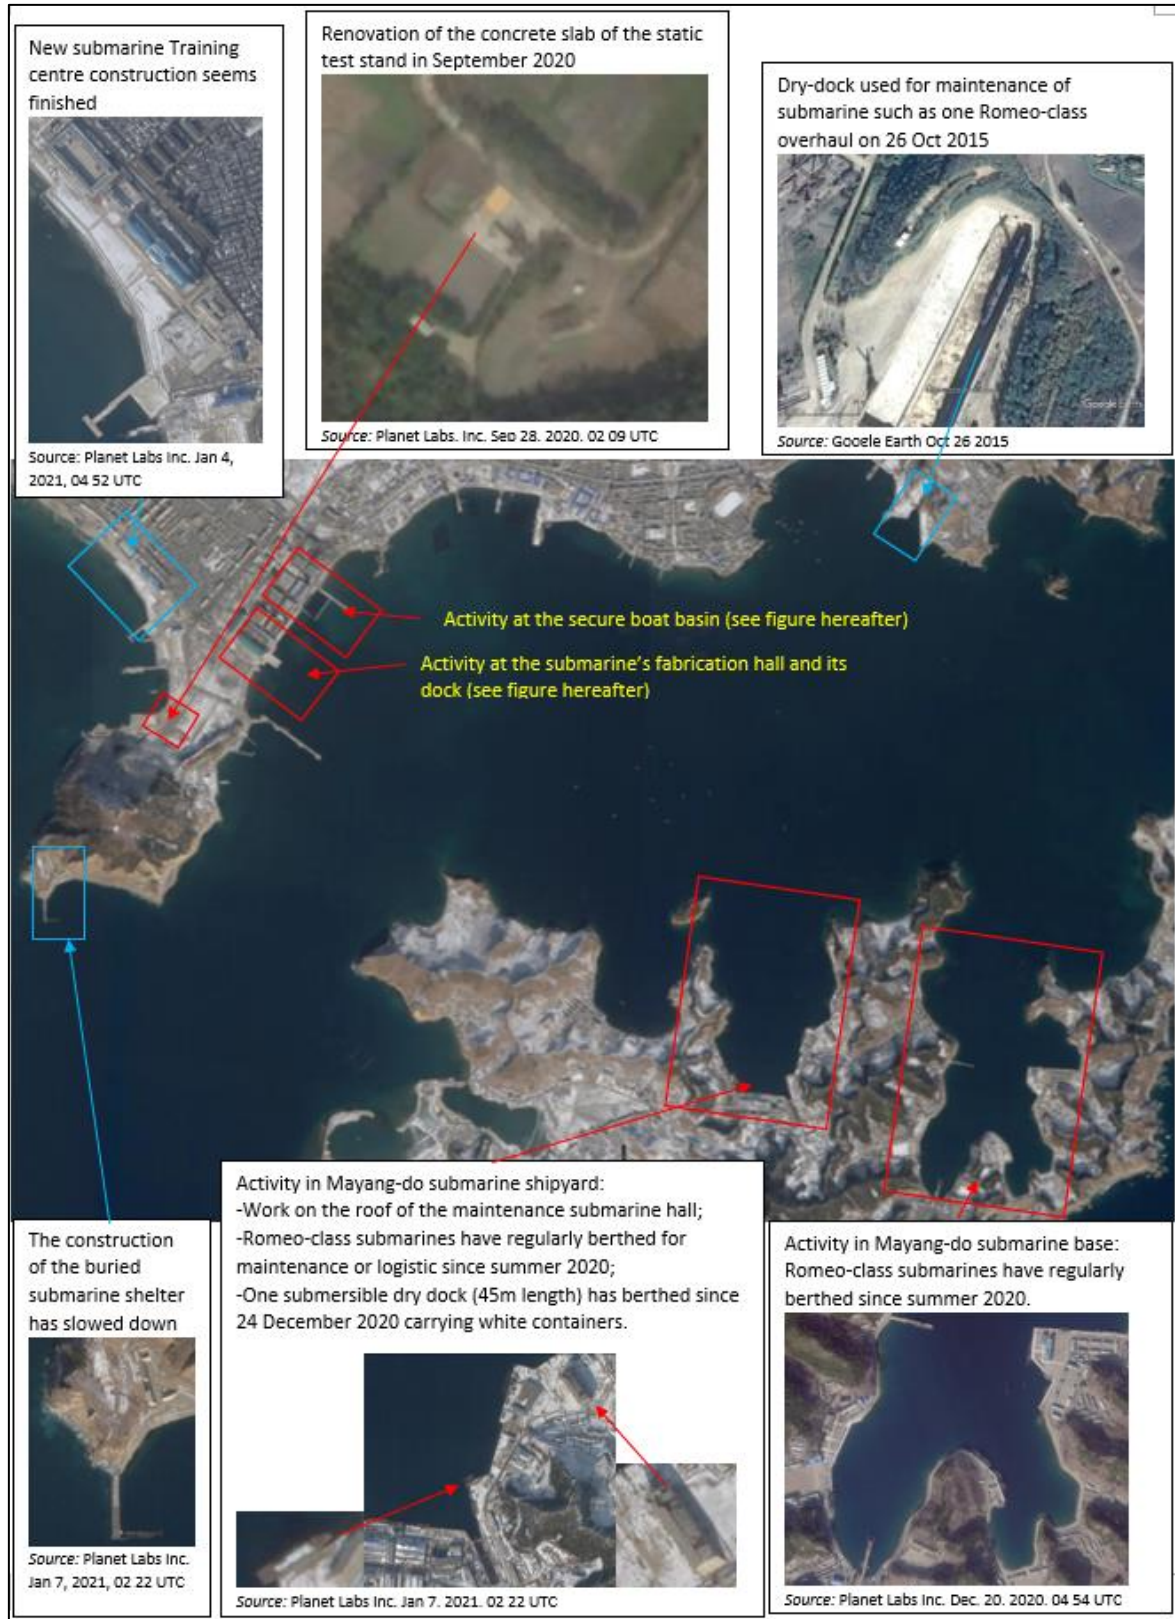 New submarine Training
centre construction seems
finished
Source: Planet Labs Inc. Jan 4,
2021, 04 52 UTC
Renovation of the concrete slab of the static
test stand in September 2020
Source: Planet Labs. Inc. Sep 28. 2020. 02 09 UTC
Dry-dock used for maintenance of
submarine such as one Romeo-class
overhaul on 26 Oct 2015
Google Earth
Source: Gooele Earth Oct 26 2015
Activity at the secure boat basin (see figure hereafter)
Activity at the submarine's fabrication hall and its
dock (see figure hereafter)
The construction
of the buried
submarine shelter
has slowed down
Source: Planet Labs Inc.
Jan 7, 2021, 02 22 UTC
Activity in Mayang-do submarine shipyard:
-Work on the roof of the maintenance submarine hall;
-Romeo-class submarines have regularly berthed for
maintenance or logistic since summer 2020;
-One submersible dry dock (45m length) has berthed since
24 December 2020 carrying white containers.
Source: Planet Labs Inc. Jan 7. 2021. 02 22 UTC
Activity in Mayang-do submarine base:
Romeo-class submarines have regularly
berthed since summer 2020.
Source: Planet Labs Inc. Dec. 20. 2020. 04 54 UTC